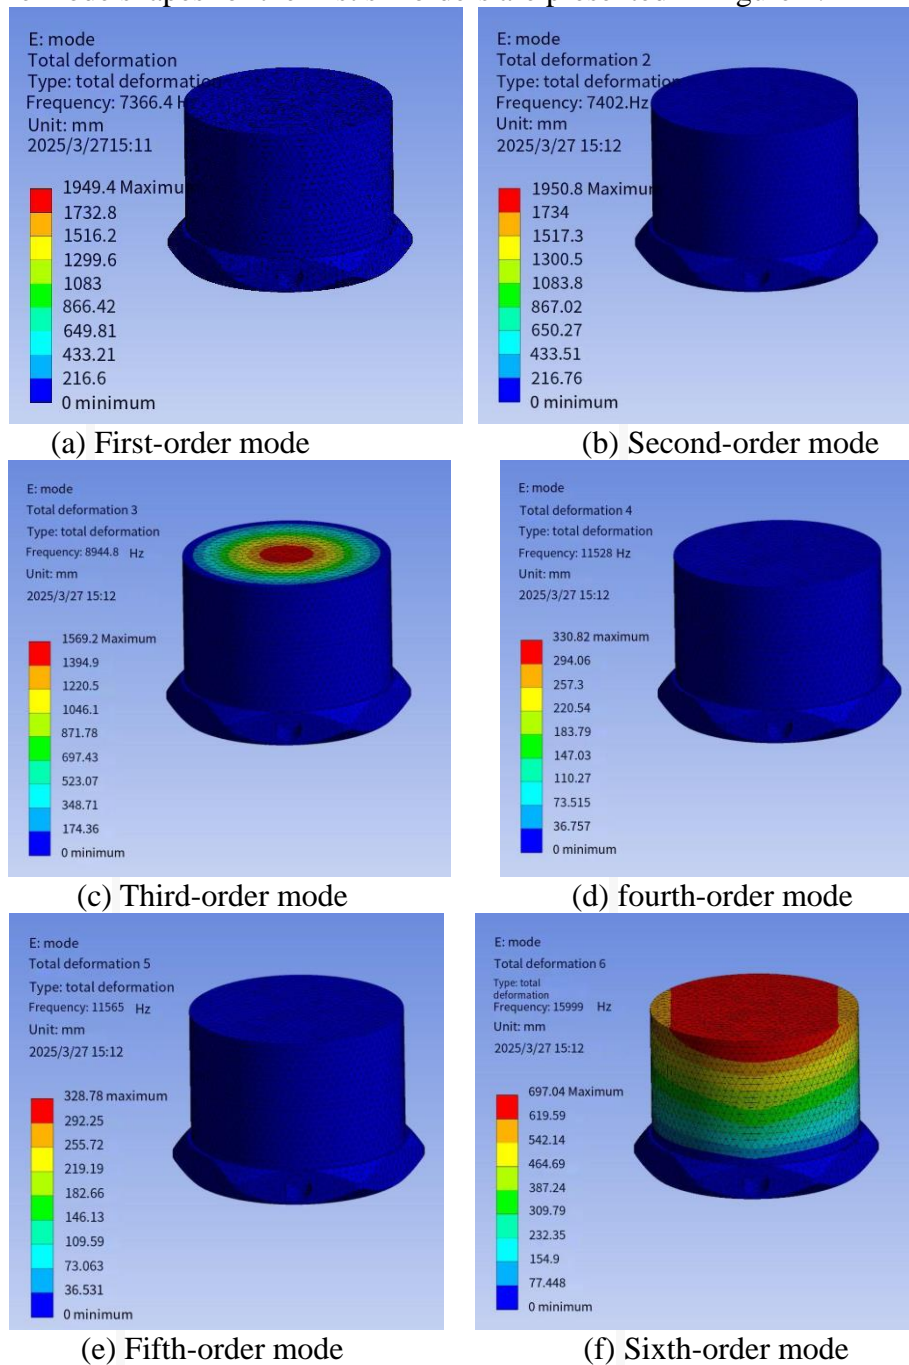 E: mode
Total deformation
Type: total deformation
Frequency: 7366.4 Hz
Unit: mm
2025/3/2715:11
1949.4 Maximum
1732.8
1516.2
1299.6
1083
866.42
649.81
433.21
216.6
0 minimum
(a) First-order mode
E: mode
Total deformation 2
Type: total deformation
Frequency: 7402.Hz
Unit: mm
2025/3/27 15:12
1950.8 Maximum
1734
1517.3
1300.5
1083.8
867.02
650.27
433.51
216.76
0 minimum
(b) Second-order mode
E: mode
Total deformation 3
Type: total deformation
Frequency: 8944.8 Hz
Unit: mm
2025/3/27 15:12
1569.2 Maximum
1394.9
1220.5
1046.1
871.78
697.43
523.07
348.71
174.36
0 minimum
(c) Third-order mode
E: mode
Total deformation 4
Type: total deformation
Frequency: 11528 Hz
Unit: mm
2025/3/27 15:12
330.82 maximum
294.06
257.3
220.54
183.79
147.03
110.27
73.515
36.757
0 minimum
(d) fourth-order mode
E: mode
Total deformation 5
Type: total deformation
Frequency: 11565 Hz
Unit: mm
2025/3/27 15:12
328.78 maximum
292.25
255.72
219.19
182.66
146.13
109.59
73.063
36.531
0 minimum
(e) Fifth-order mode
E: mode
Total deformation 6
Type: total
deformation
Frequency: 15999 Hz
Unit: mm
2025/3/27 15:12
697.04 Maximum
619.59
542.14
464.69
387.24
309.79
232.35
154.9
77.448
0 minimum
(f) Sixth-order mode